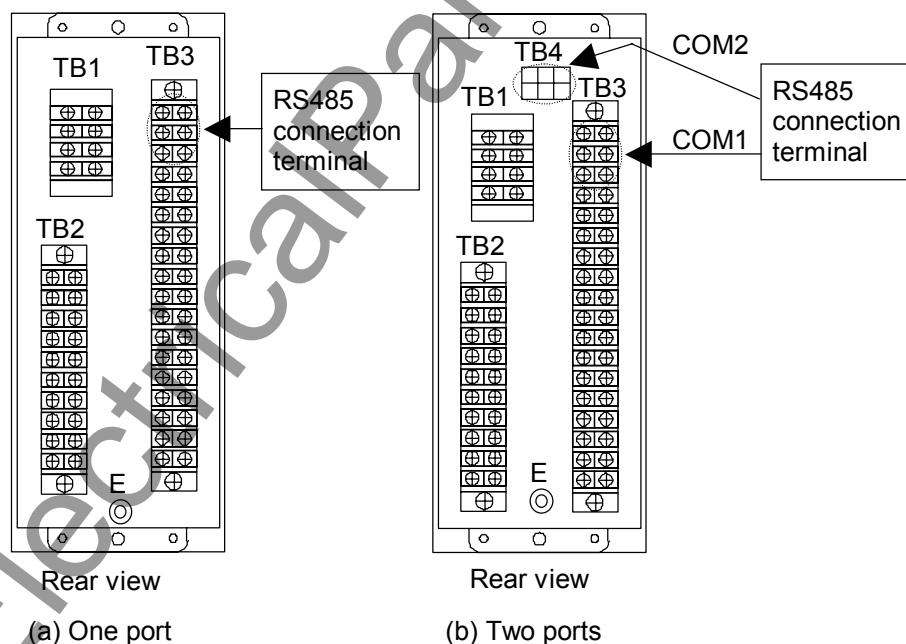 TB1
TB3
TB2
E
RS485
connection
terminal
Rear view
(a) One port
TB4
TB1
TB3
TB2
E
COM2
COM1
RS485
connection
terminal
Rear view
(b) Two ports
ElectricalPar